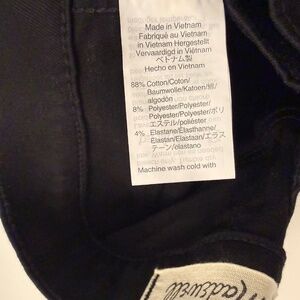 Made in Vietnam
Fabriqué au Vietnam
in Vietnam Hergestellt
Vervaardigd in Viëtnam
ベトナム製
Hecho en Vietnam
88% Cotton/Coton/
Baumwolle/Katoen/綿/
algodón
8% Polyester/Polyester/
Polyester/Polyester/ポリ
エステル/poliéster
4% Elastane/Elasthanne/
Elastan/Elastaan/エラス
テーン/elastano
Machine wash cold with
Madewell